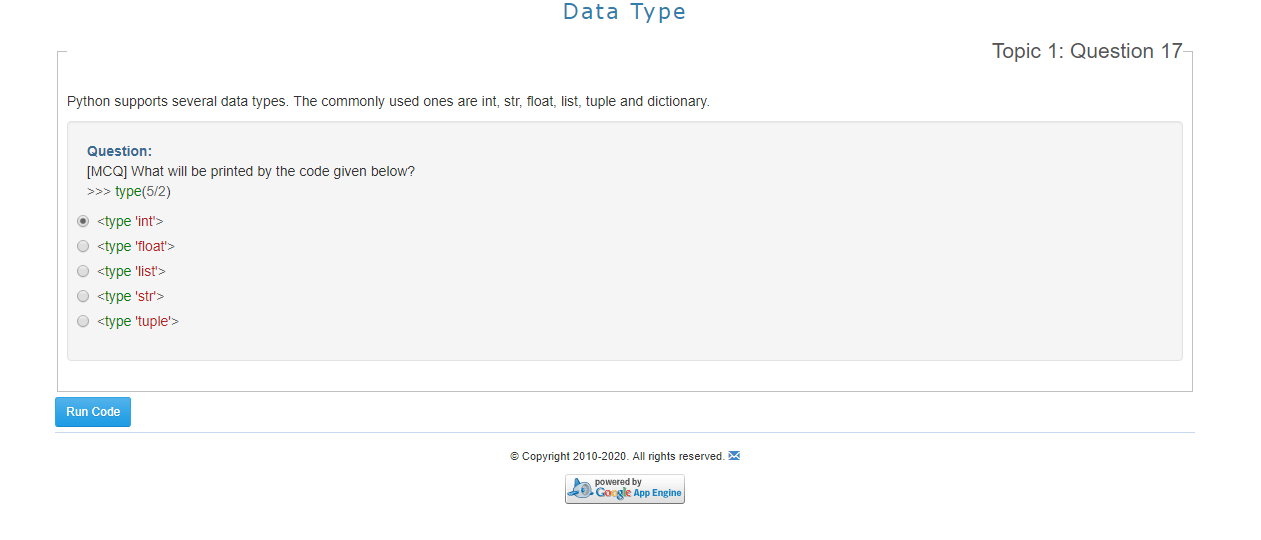 Data Type
Topic 1: Question 17
Python supports several data types. The commonly used ones are int, str, float, list, tuple and dictionary.
Question:
[MCQ] What will be printed by the code given below?
>>> type(5/2)
<type 'int'>
<type 'float'>
<type 'list'>
<type 'str'>
<type 'tuple'>
Run Code
© Copyright 2010-2020. All rights reserved.
powered by
Google App Engine